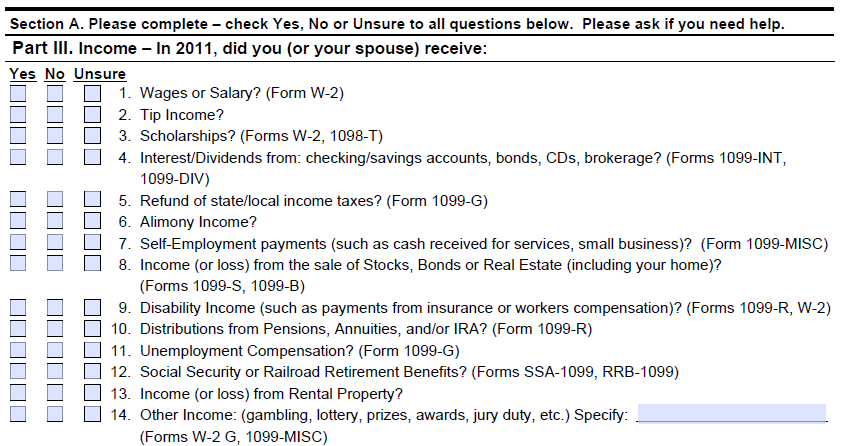 Section A. Please complete – check Yes, No or Unsure to all questions below. Please ask if you need help.
Part III. Income – In 2011, did you (or your spouse) receive:
Yes No Unsure
1. Wages or Salary? (Form W-2)
2. Tip Income?
3. Scholarships? (Forms W-2, 1098-T)
4. Interest/Dividends from: checking/savings accounts, bonds, CDs, brokerage? (Forms 1099-INT,
1099-DIV)
5. Refund of state/local income taxes? (Form 1099-G)
6. Alimony Income?
7. Self-Employment payments (such as cash received for services, small business)? (Form 1099-MISC)
8. Income (or loss) from the sale of Stocks, Bonds or Real Estate (including your home)?
(Forms 1099-S, 1099-B)
9. Disability Income (such as payments from insurance or workers compensation)? (Forms 1099-R, W-2)
10. Distributions from Pensions, Annuities, and/or IRA? (Form 1099-R)
11. Unemployment Compensation? (Form 1099-G)
12. Social Security or Railroad Retirement Benefits? (Forms SSA-1099, RRB-1099)
13. Income (or loss) from Rental Property?
14. Other Income: (gambling, lottery, prizes, awards, jury duty, etc.) Specify:
(Forms W-2 G, 1099-MISC)